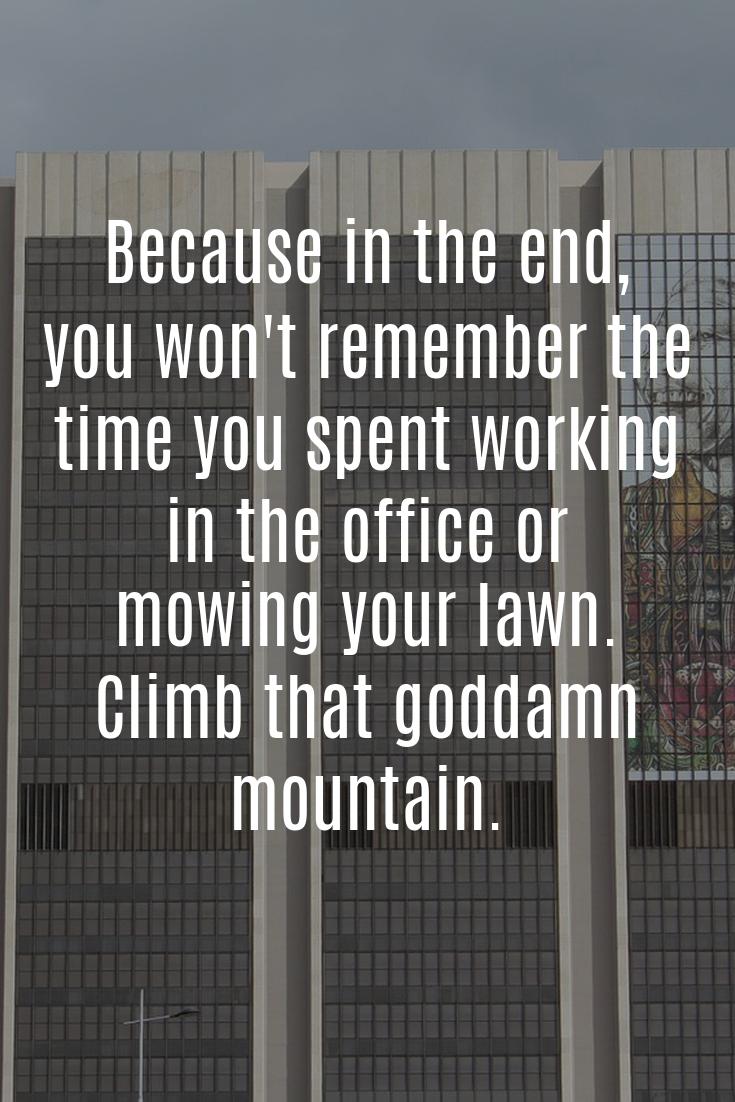 Because in the end,
you won't remember the
time you spent working
in the office or
mowing your lawn.
Climb that goddamn
mountain.